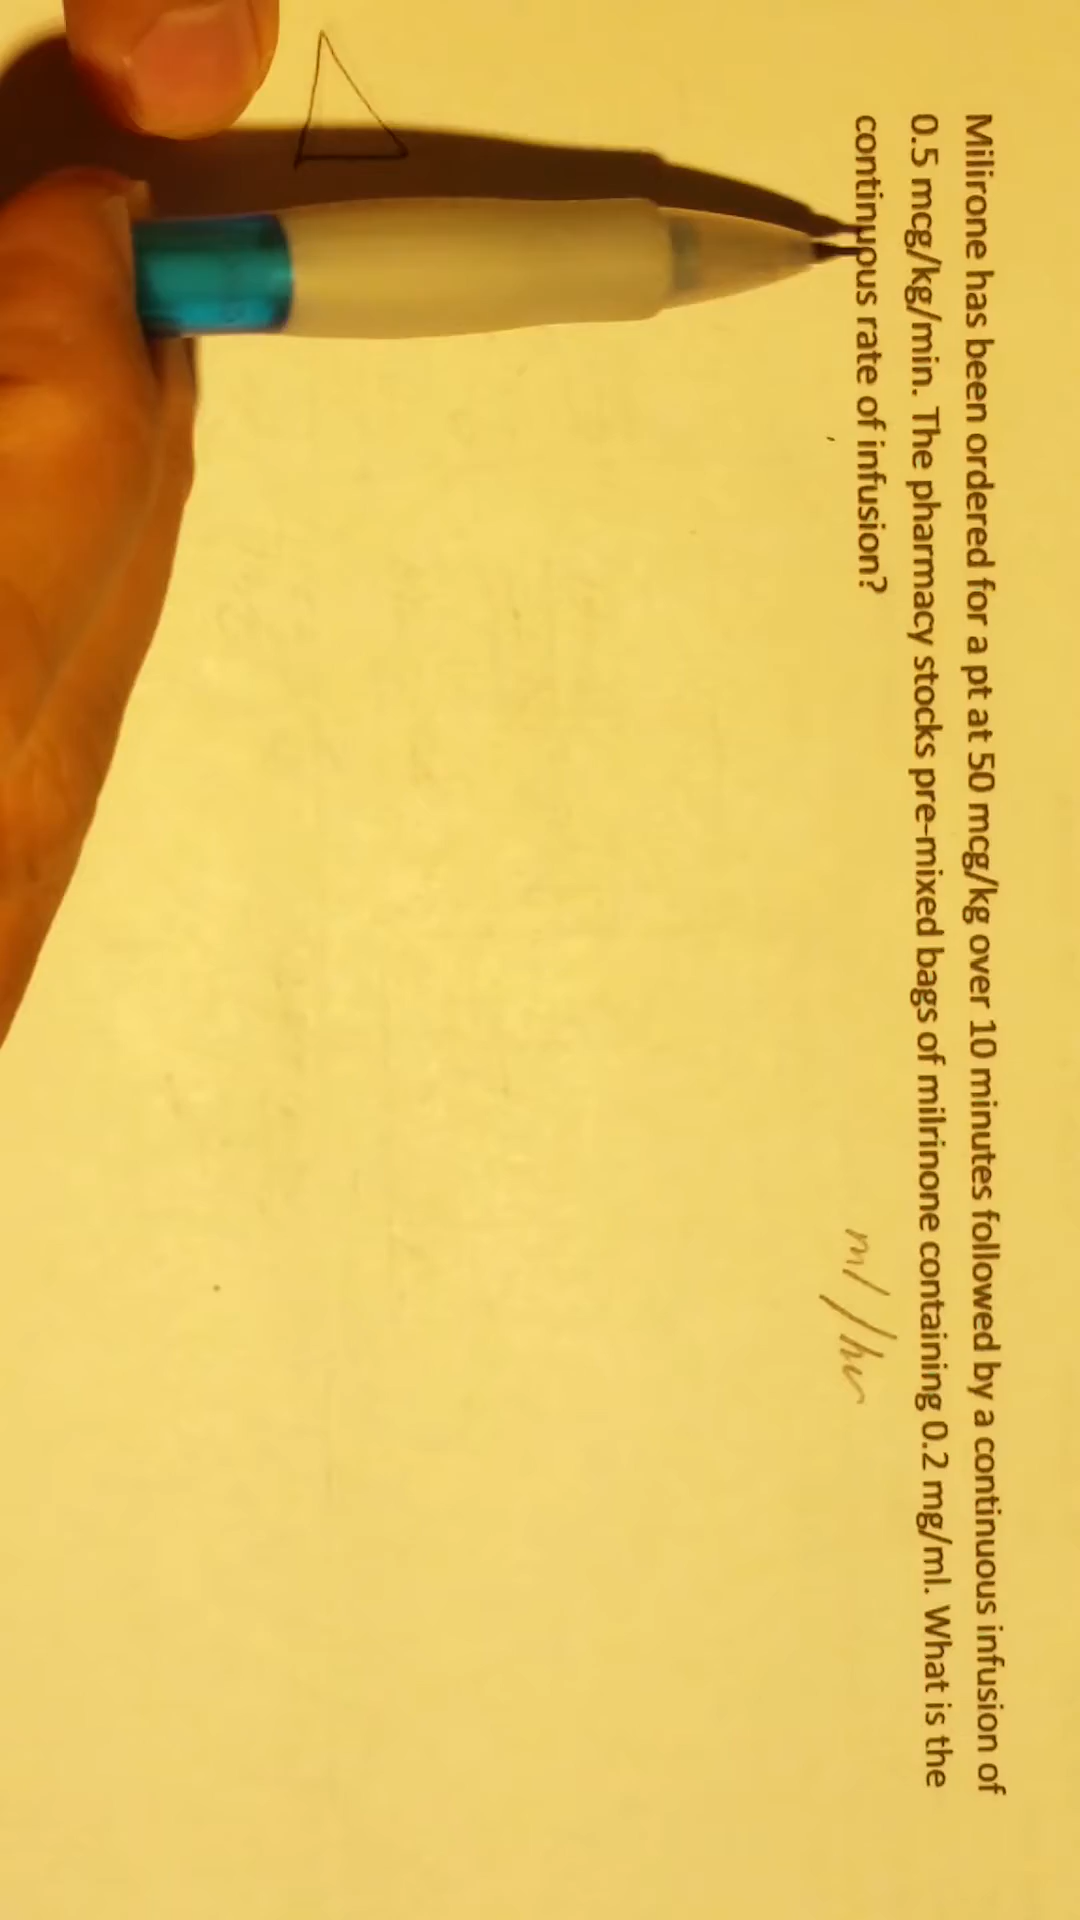 Milirone has been ordered for a pt at 50 mcg/kg over 10 minutes followed by a continuous infusion of
0.5 mcg/kg/min. The pharmacy stocks pre-mixed bags of milrinone containing 0.2 mg/ml. What is the
continuous rate of infusion?
ml/hr